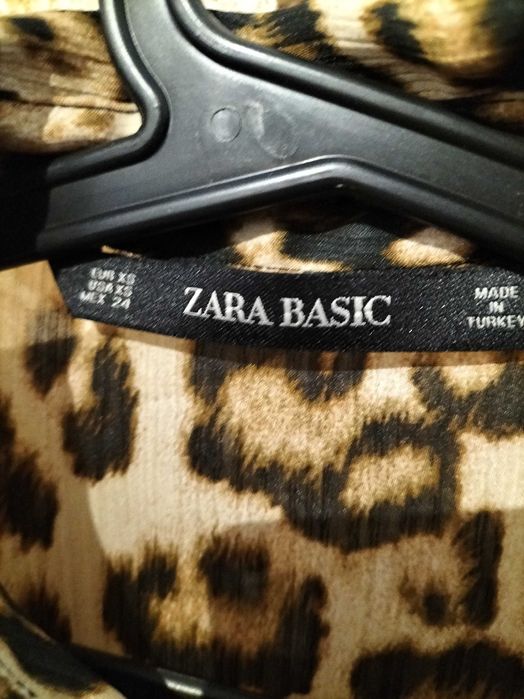 EUR XS
USA XS
MEX 24
ZARA BASIC
MADE
IN
TURKEY